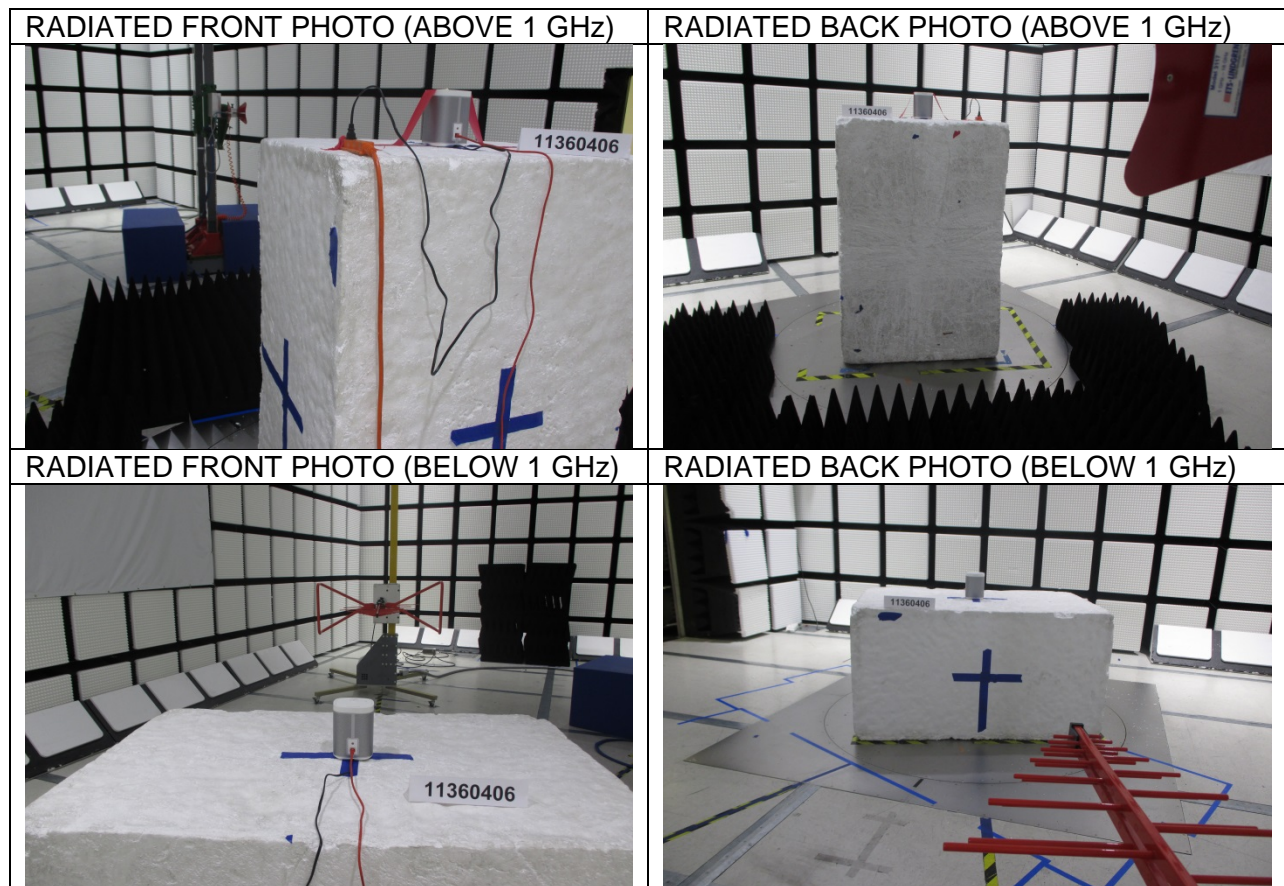 RADIATED FRONT PHOTO (ABOVE 1 GHz)
RADIATED BACK PHOTO (ABOVE 1 GHz)
11360406
11360406
RADIATED FRONT PHOTO (BELOW 1 GHz)
RADIATED BACK PHOTO (BELOW 1 GHz)
11360406
11360406